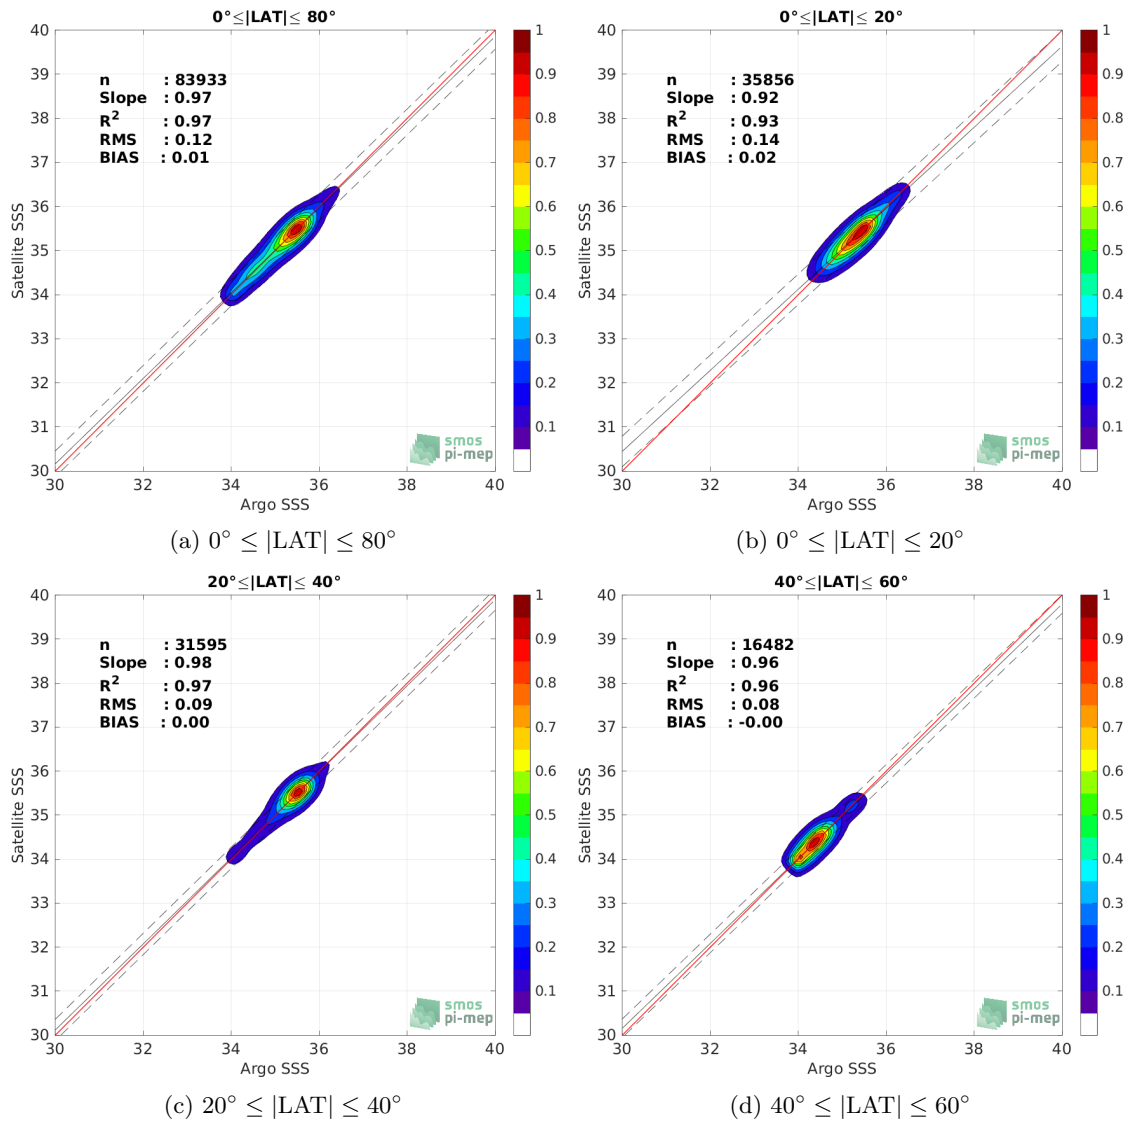 0°≤|LAT|≤ 80°
40
39
38
37
36
35
34
33
32
31
30
Satellite SSS
n : 83933
Slope : 0.97
R² : 0.97
RMS : 0.12
BIAS : 0.01
smos
pi-mep
30 32 34 36 38 40
Argo SSS
1
0.9
0.8
0.7
0.6
0.5
0.4
0.3
0.2
0.1
(a) 0° ≤ |LAT| ≤ 80°
0°≤|LAT|≤ 20°
40
39
38
37
36
35
34
33
32
31
30
Satellite SSS
n : 35856
Slope : 0.92
R² : 0.93
RMS : 0.14
BIAS : 0.02
smos
pi-mep
30 32 34 36 38 40
Argo SSS
1
0.9
0.8
0.7
0.6
0.5
0.4
0.3
0.2
0.1
(b) 0° ≤ |LAT| ≤ 20°
20°≤|LAT|≤ 40°
40
39
38
37
36
35
34
33
32
31
30
Satellite SSS
n : 31595
Slope : 0.98
R² : 0.97
RMS : 0.09
BIAS : 0.00
smos
pi-mep
30 32 34 36 38 40
Argo SSS
1
0.9
0.8
0.7
0.6
0.5
0.4
0.3
0.2
0.1
(c) 20° ≤ |LAT| ≤ 40°
40°≤|LAT|≤ 60°
40
39
38
37
36
35
34
33
32
31
30
Satellite SSS
n : 16482
Slope : 0.96
R² : 0.96
RMS : 0.08
BIAS : -0.00
smos
pi-mep
30 32 34 36 38 40
Argo SSS
1
0.9
0.8
0.7
0.6
0.5
0.4
0.3
0.2
0.1
(d) 40° ≤ |LAT| ≤ 60°